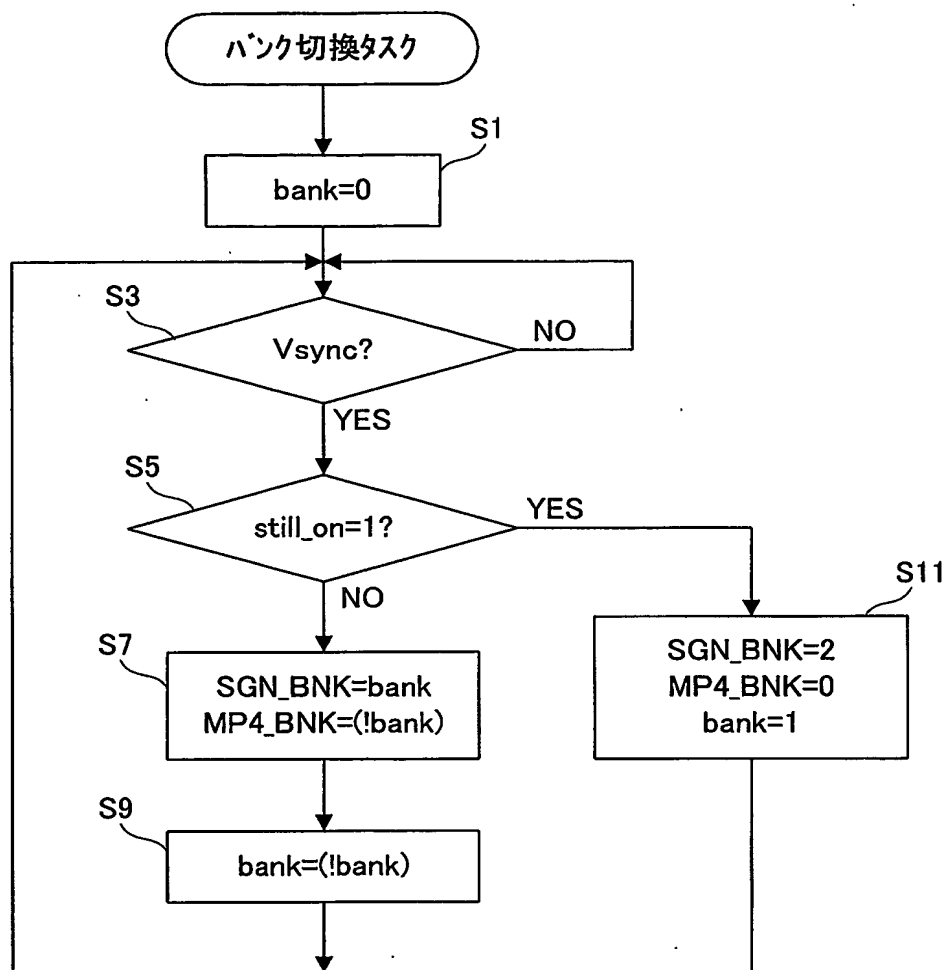 バンク切換タスク
S1
bank=0
S3
Vsync?
NO
YES
S5
still_on=1?
YES
NO
S11
SGN_BNK=2
MP4_BNK=0
bank=1
S7
SGN_BNK=bank
MP4_BNK=(!bank)
S9
bank=(!bank)